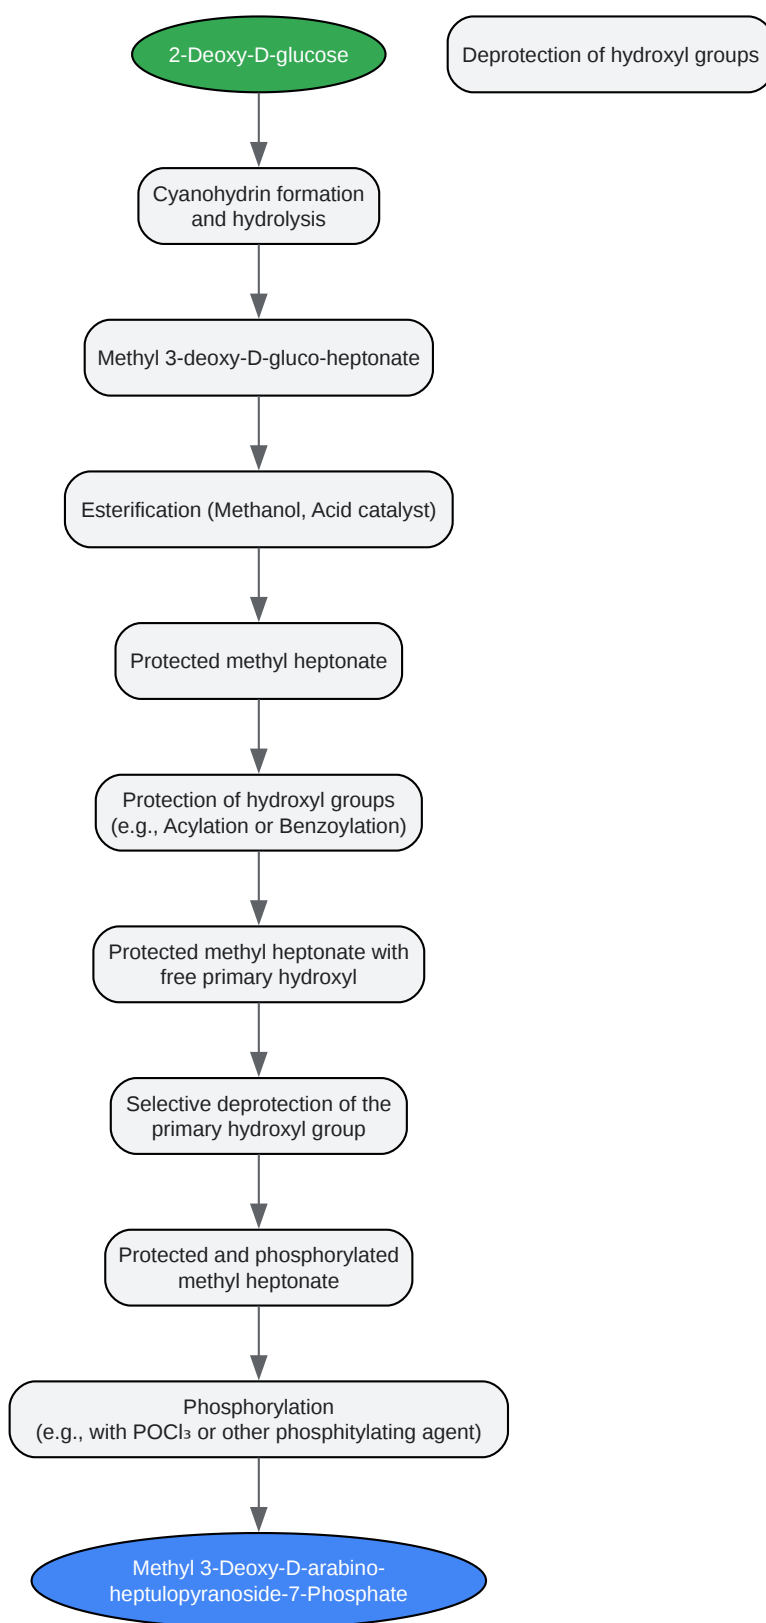 2-Deoxy-D-glucose
Deprotection of hydroxyl groups
Cyanohydrin formation
and hydrolysis
Methyl 3-deoxy-D-gluco-heptonate
Esterification (Methanol, Acid catalyst)
Protected methyl heptonate
Protection of hydroxyl groups
(e.g., Acylation or Benzoylation)
Protected methyl heptonate with
free primary hydroxyl
Selective deprotection of the
primary hydroxyl group
Protected and phosphorylated
methyl heptonate
Phosphorylation
(e.g., with POCl₃ or other phosphitylating agent)
Methyl 3-Deoxy-D-arabino-
heptulopyranoside-7-Phosphate